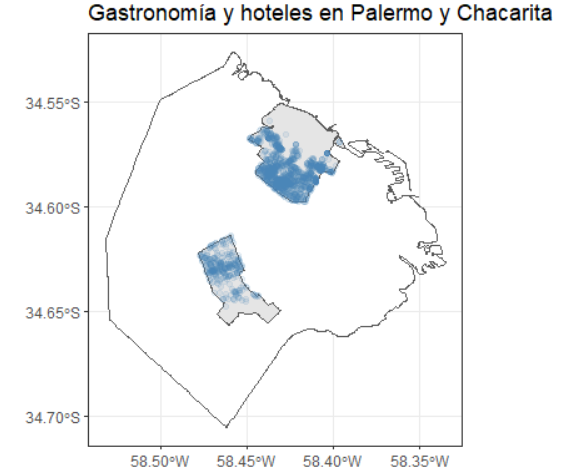 Gastronomía y hoteles en Palermo y Chacarita
34.55°S
34.60°S
34.65°S
34.70°S
58.50°W 58.45°W 58.40°W 58.35°W